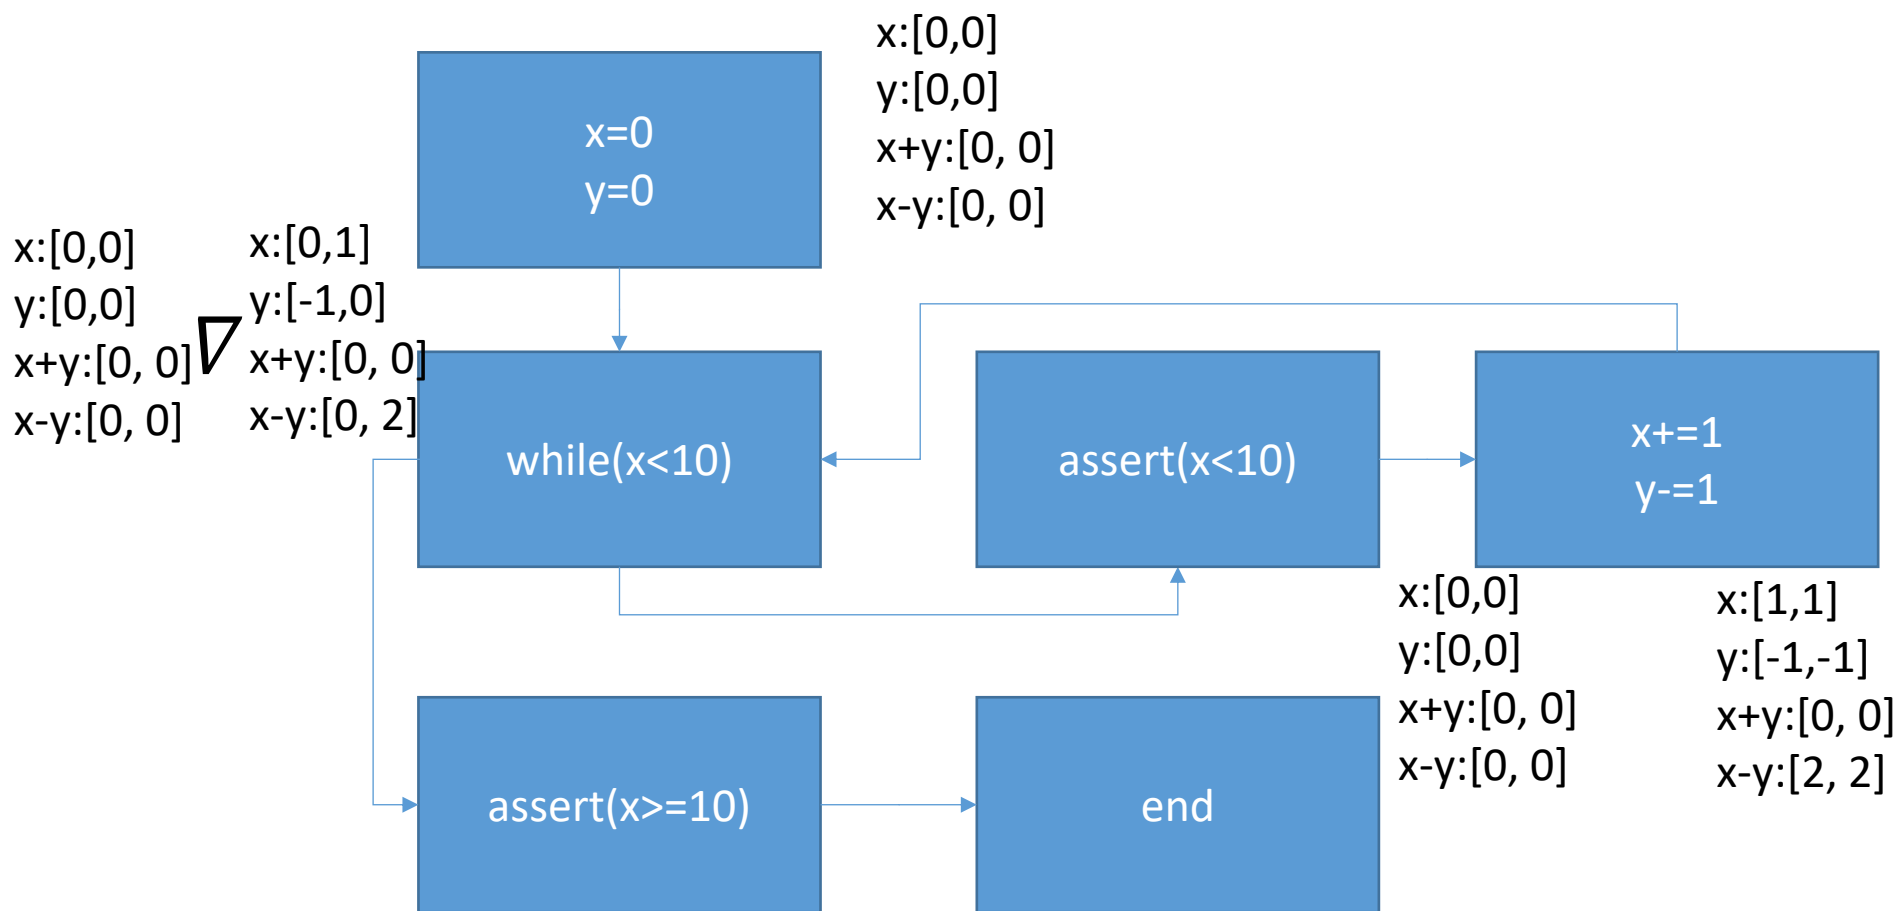 x:[0,0]
y:[0,0]
x+y:[0, 0]
x-y:[0, 0]
x=0
y=0
x:[0,0]
y:[0,0]
x+y:[0, 0]
x-y:[0, 0]
∇
x:[0,1]
y:[-1,0]
x+y:[0, 0]
x-y:[0, 2]
while(x<10)
assert(x<10)
x+=1
y-=1
x:[0,0]
y:[0,0]
x+y:[0, 0]
x-y:[0, 0]
x:[1,1]
y:[-1,-1]
x+y:[0, 0]
x-y:[2, 2]
assert(x>=10)
end